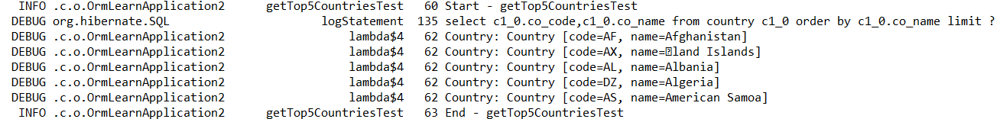 INFO .c.o.OrmLearnApplication2 getTop5CountriesTest 60 Start - getTop5CountriesTest
DEBUG org.hibernate.SQL logStatement 135 select c1_0.co_code,c1_0.co_name from country c1_0 order by c1_0.co_name limit ?
DEBUG .c.o.OrmLearnApplication2 lambda$4 62 Country: Country [code=AF, name=Afghanistan]
DEBUG .c.o.OrmLearnApplication2 lambda$4 62 Country: Country [code=AX, name=�land Islands]
DEBUG .c.o.OrmLearnApplication2 lambda$4 62 Country: Country [code=AL, name=Albania]
DEBUG .c.o.OrmLearnApplication2 lambda$4 62 Country: Country [code=DZ, name=Algeria]
DEBUG .c.o.OrmLearnApplication2 lambda$4 62 Country: Country [code=AS, name=American Samoa]
INFO .c.o.OrmLearnApplication2 getTop5CountriesTest 63 End - getTop5CountriesTest